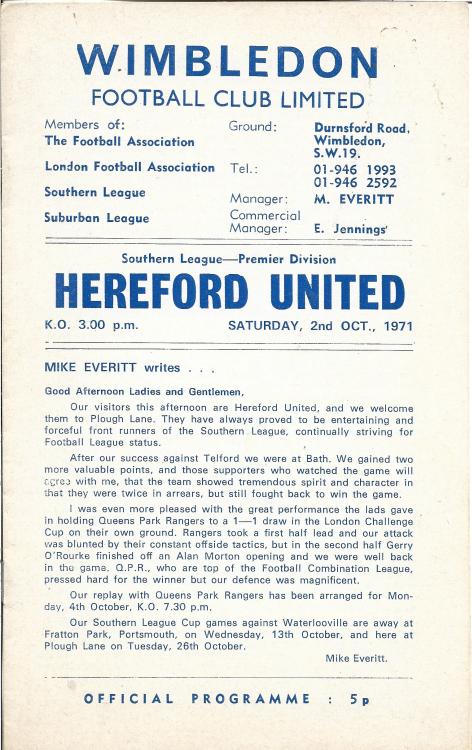 WIMBLEDON
FOOTBALL CLUB LIMITED
Members of:
The Football Association
London Football Association
Southern League
Suburban League
Ground: Durnsford Road,
Wimbledon,
S.W.19.
Tel.: 01-946 1993
01-946 2592
Manager: M. EVERITT
Commercial
Manager: E. Jennings
Southern League—Premier Division
HEREFORD UNITED
K.O. 3.00 p.m. SATURDAY, 2nd OCT., 1971
MIKE EVERITT writes . . .
Good Afternoon Ladies and Gentlemen,
Our visitors this afternoon are Hereford United, and we welcome
them to Plough Lane. They have always proved to be entertaining and
forceful front runners of the Southern League, continually striving for
Football League status.
After our success against Telford we were at Bath. We gained two
more valuable points, and those supporters who watched the game will
agree with me, that the team showed tremendous spirit and character in
that they were twice in arrears, but still fought back to win the game.
I was even more pleased with the great performance the lads gave
in holding Queens Park Rangers to a 1—1 draw in the London Challenge
Cup on their own ground. Rangers took a first half lead and our attack
was blunted by their constant offside tactics, but in the second half Gerry
O'Rourke finished off an Alan Morton opening and we were well back
in the game. Q.P.R., who are top of the Football Combination League,
pressed hard for the winner but our defence was magnificent.
Our replay with Queens Park Rangers has been arranged for Mon-
day, 4th October, K.O. 7.30 p.m.
Our Southern League Cup games against Waterlooville are away at
Fratton Park, Portsmouth, on Wednesday, 13th October, and here at
Plough Lane on Tuesday, 26th October.
Mike Everitt.
OFFICIAL PROGRAMME : 5p